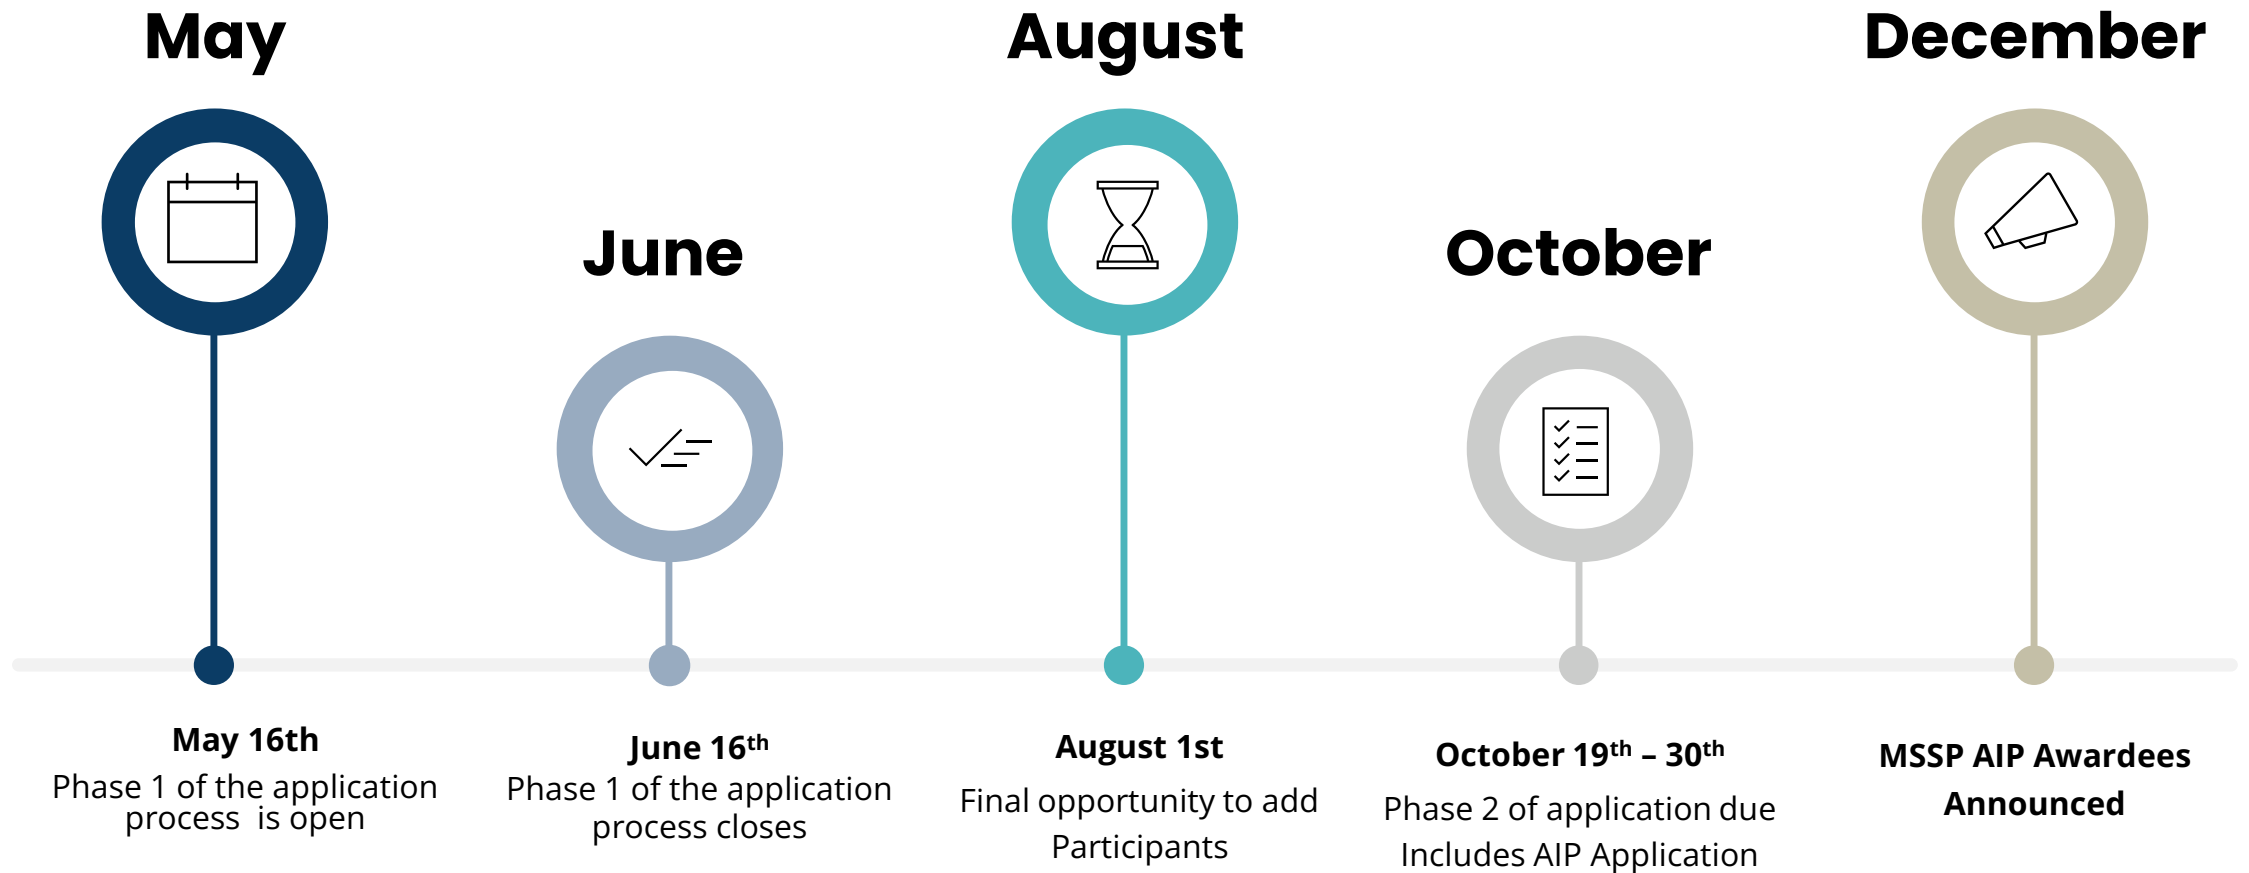 May
May 16th
Phase 1 of the application
process is open
June
June 16th
Phase 1 of the application
process closes
August
August 1st
Final opportunity to add
Participants
October
October 19th – 30th
Phase 2 of application due
Includes AIP Application
December
MSSP AIP Awardees
Announced